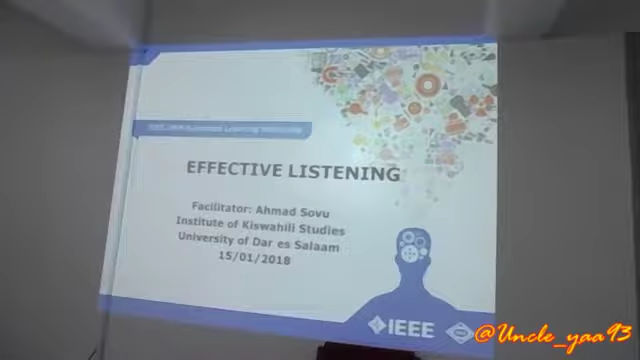 EFFECTIVE LISTENING
Facilitator: Ahmad Sovu
Institute of Kiswahili Studies
University of Dar es Salaam
15/01/2018
IEEE
@Uncle_yaa93